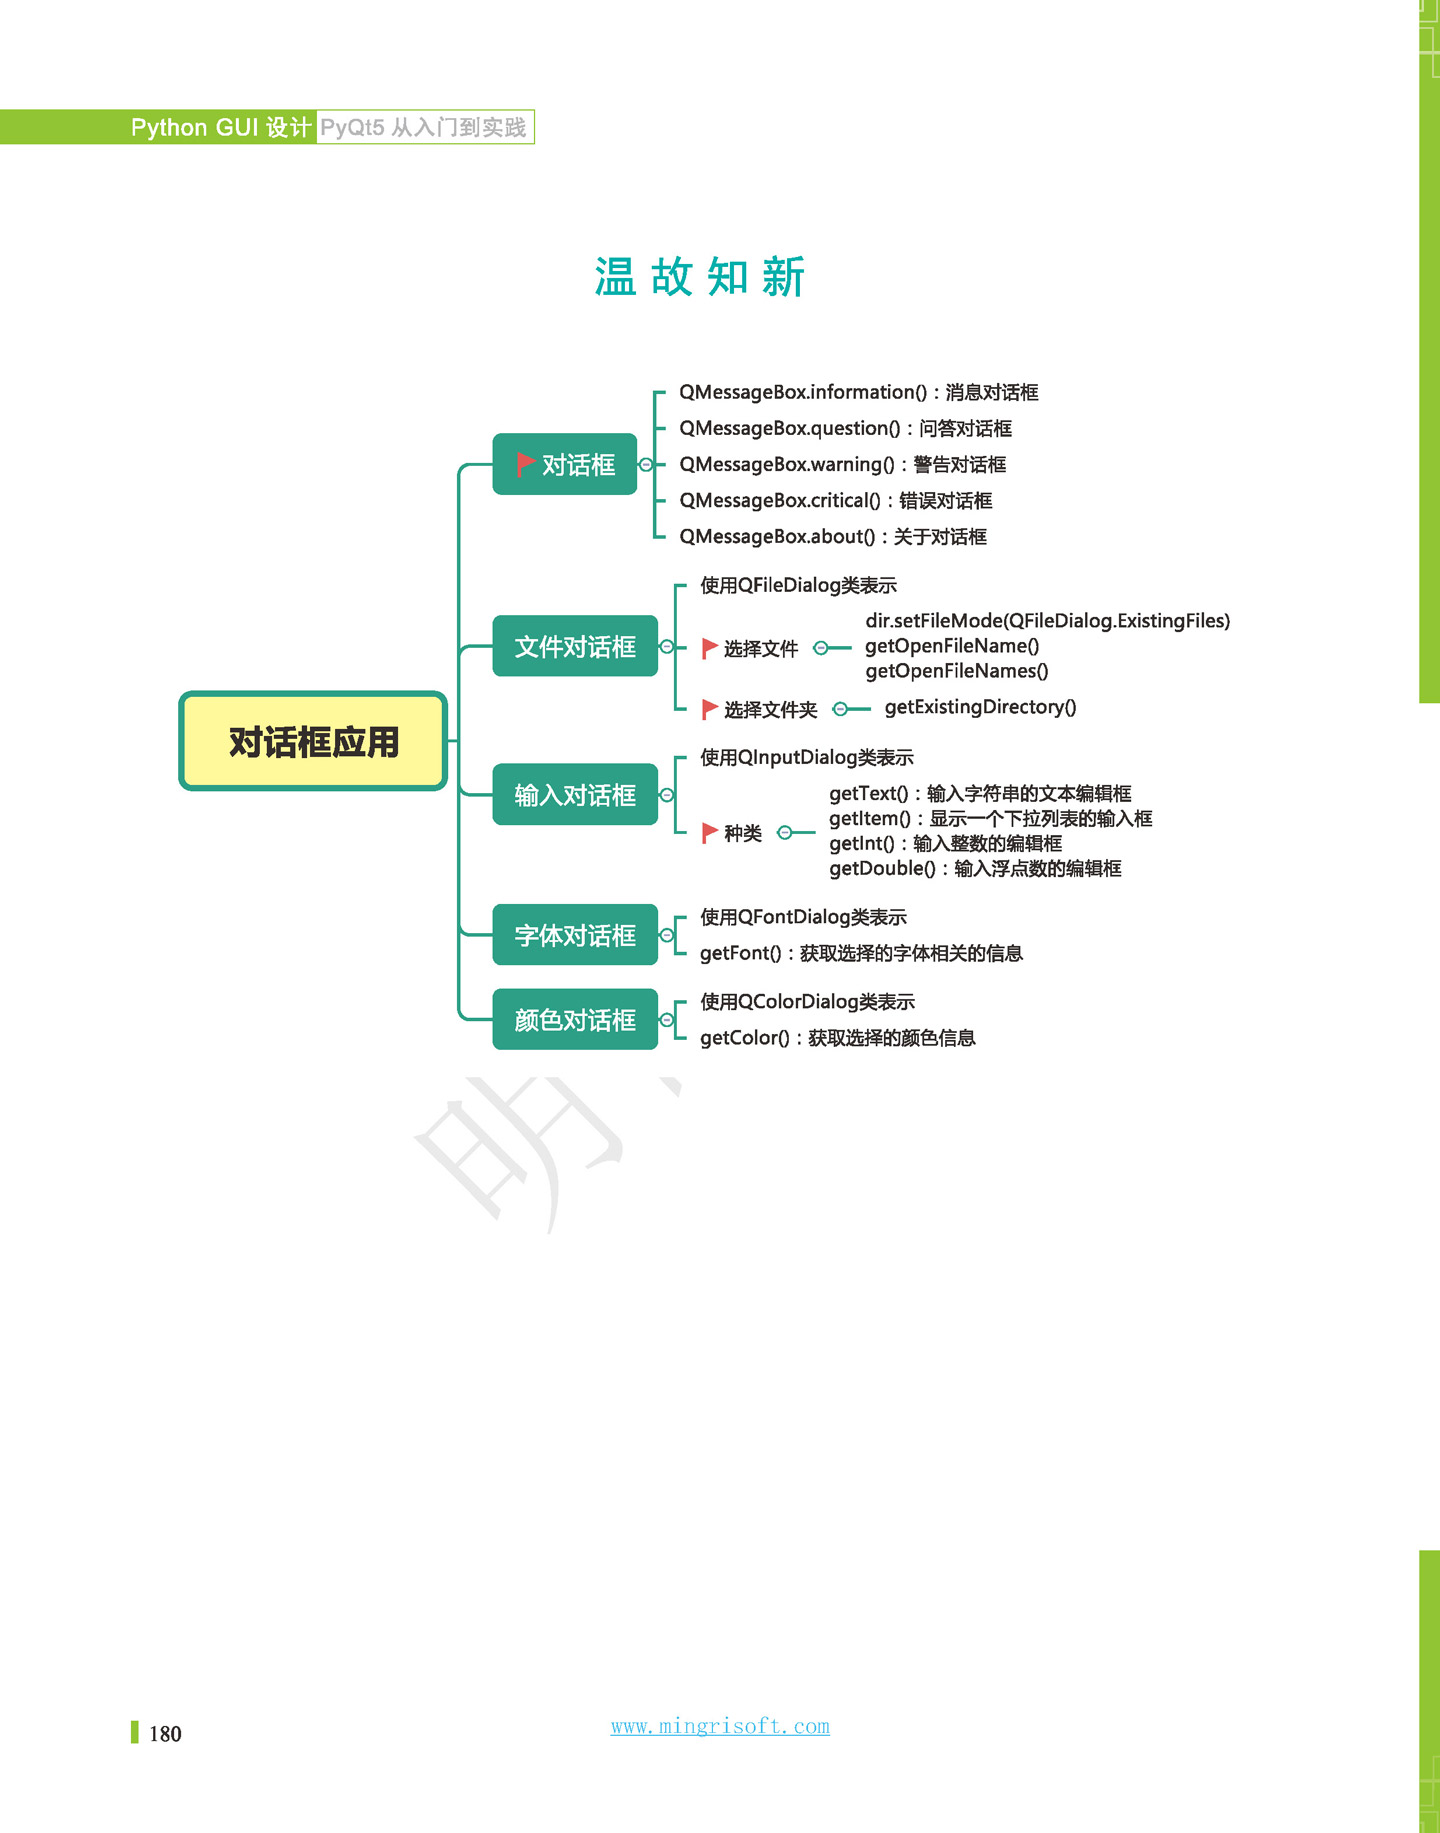 Python GUI 设计 PyQt5 从入门到实践
温故知新
QMessageBox.information()：消息对话框
QMessageBox.question()：问答对话框
对话框
QMessageBox.warning()：警告对话框
QMessageBox.critical()：错误对话框
QMessageBox.about()：关于对话框
使用QFileDialog类表示
dir.setFileMode(QFileDialog.ExistingFiles)
文件对话框
选择文件
getOpenFileName()
getOpenFileNames()
选择文件夹
getExistingDirectory()
对话框应用
使用QInputDialog类表示
输入对话框
getText()：输入字符串的文本编辑框
getItem()：显示一个下拉列表的输入框
种类
getInt()：输入整数的编辑框
getDouble()：输入浮点数的编辑框
使用QFontDialog类表示
字体对话框
getFont()：获取选择的字体相关的信息
使用QColorDialog类表示
颜色对话框
getColor()：获取选择的颜色信息
明
180
www.mingrisoft.com